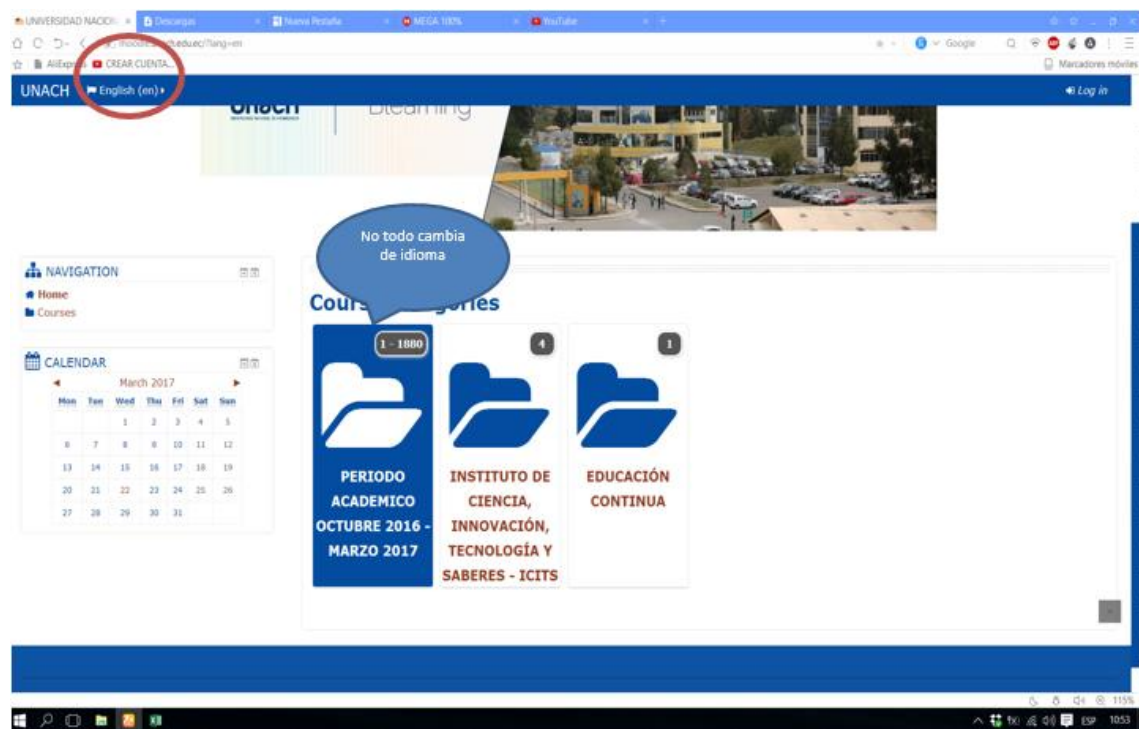 UNIVERSIDAD NACIO
Descargas
Nueva Pestaña
MEGA 100%
YouTube
Google
AliExpress
CREAR CUENTA...
Marcadores móviles
UNACH
English (en)
Log in
unach
Blearning
No todo cambia
de idioma
NAVIGATION
Home
Courses
CALENDAR
March 2017
Mon Tue Wed Thu Fri Sat Sun
1 2 3 4 5
6 7 8 9 10 11 12
13 14 15 16 17 18 19
20 21 22 23 24 25 26
27 28 29 30 31
1 - 1880
4
1
PERIODO
ACADEMICO
OCTUBRE 2016 -
MARZO 2017
INSTITUTO DE
CIENCIA,
INNOVACIÓN,
TECNOLOGÍA Y
SABERES - ICITS
EDUCACIÓN
CONTINUA
115%
ESP 10:53